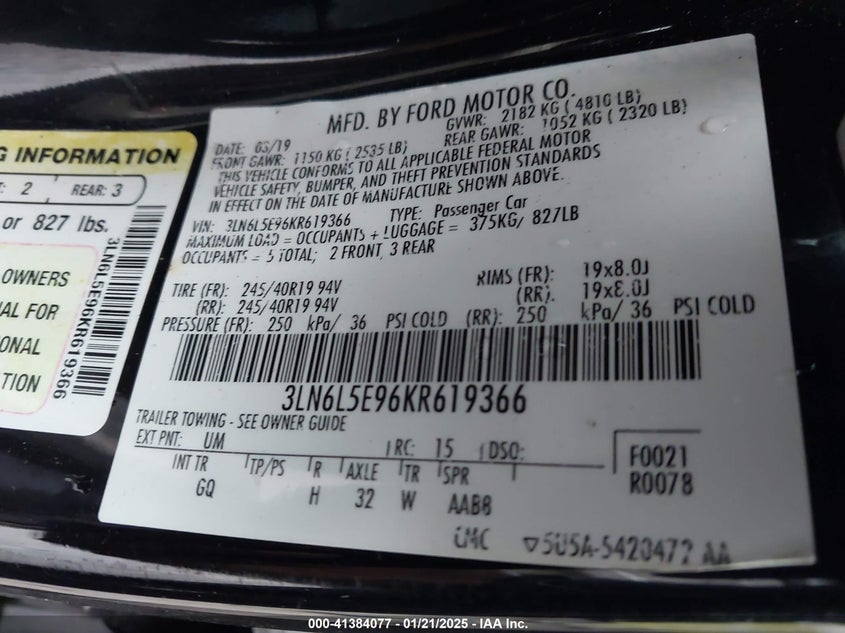 G INFORMATION
: 2 REAR: 3
or 827 lbs.
OWNERS
AL FOR
ONAL
TION
3LN6L5E96KR619366
MFD. BY FORD MOTOR CO.
DATE: 03/19 GVWR: 2182 KG ( 4810 LB)
FRONT GAWR: 1150 KG ( 2535 LB) REAR GAWR: 1052 KG ( 2320 LB)
THIS VEHICLE CONFORMS TO ALL APPLICABLE FEDERAL MOTOR
VEHICLE SAFETY, BUMPER, AND THEFT PREVENTION STANDARDS
IN EFFECT ON THE DATE OF MANUFACTURE SHOWN ABOVE.
VIN: 3LN6L5E96KR619366 TYPE: Passenger Car
MAXIMUM LOAD = OCCUPANTS + LUGGAGE = 375KG/ 827LB
OCCUPANTS = 5 TOTAL; 2 FRONT, 3 REAR
TIRE (FR): 245/40R19 94V RIMS (FR): 19x8.0J
(RR): 245/40R19 94V (RR): 19x8.0J
PRESSURE (FR): 250 kPa/ 36 PSI COLD (RR): 250 kPa/ 36 PSI COLD
3LN6L5E96KR619366
TRAILER TOWING - SEE OWNER GUIDE
EXT PNT: UM RC: 15 DSO: F0021
INT TR TP/PS R AXLE TR SPR R0078
GQ H 32 W AABB
UMC ▽5U5A-5420472 AA
000-41384077 — 01/21/2025 — IAA Inc.